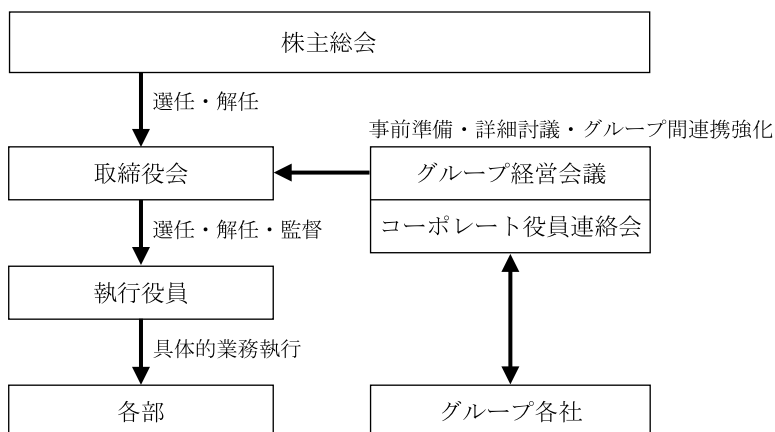 株主総会
選任・解任
事前準備・詳細討議・グループ間連携強化
取締役会
グループ経営会議
選任・解任・監督
コーポレート役員連絡会
執行役員
具体的業務執行
各部
グループ各社